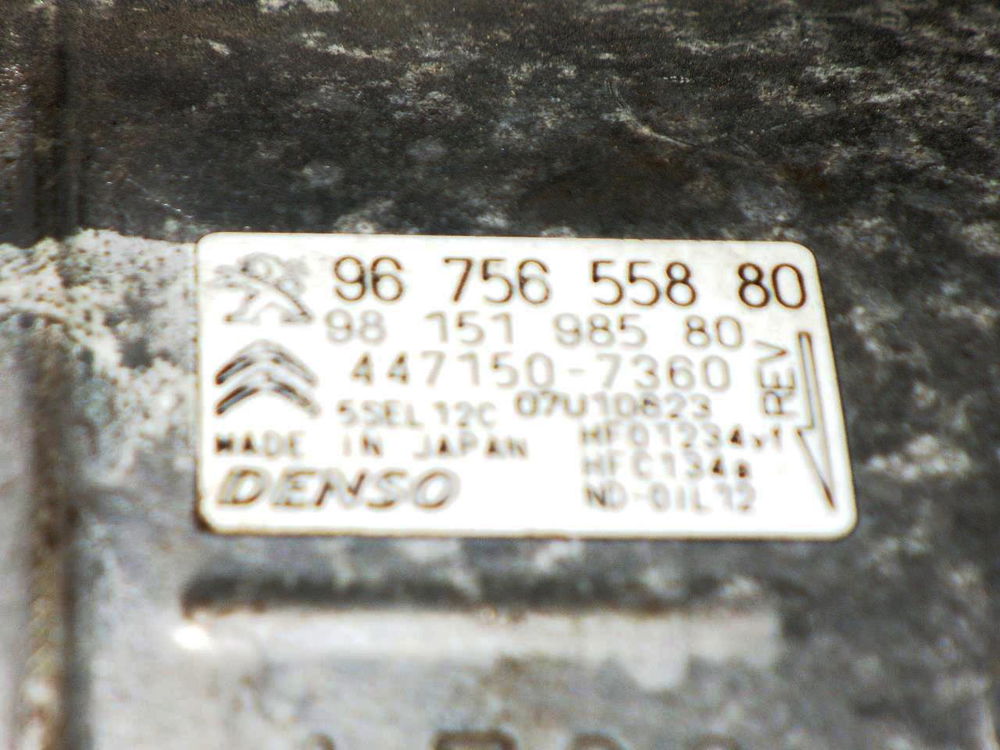 96 756 558 80
98 151 985 80
447150-7360
5SEL12C 07U10623
REV
MADE IN JAPAN
HFO1234yf
HFC134a
DENSO
ND-OIL12